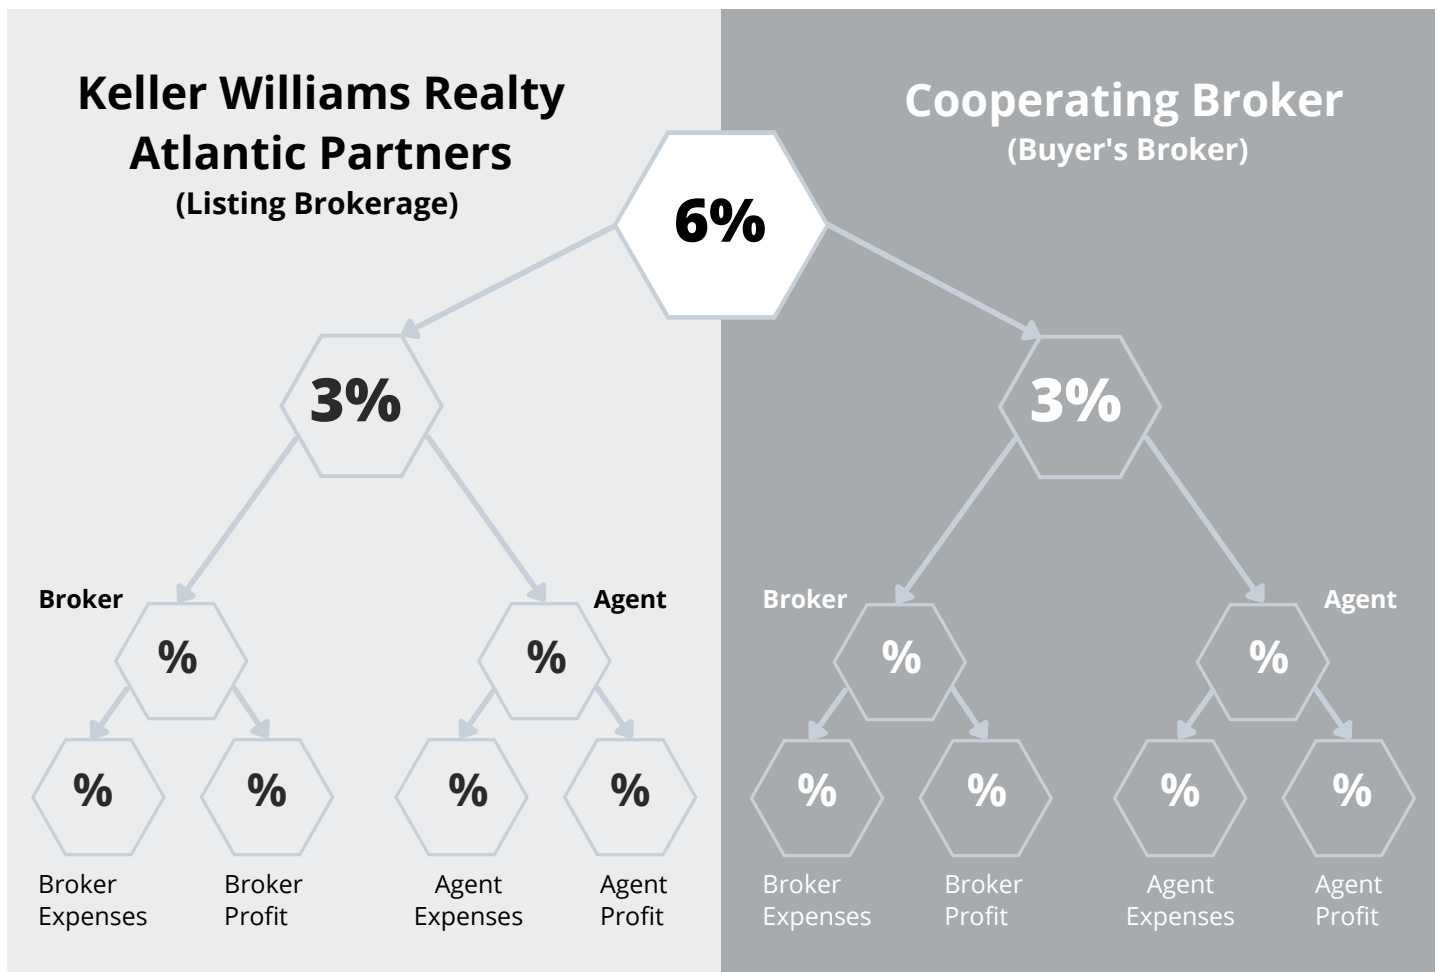 Keller Williams Realty
Atlantic Partners
(Listing Brokerage)
Cooperating Broker
(Buyer's Broker)
6%
3%
3%
Broker
Agent
Broker
Agent
%
%
%
%
%
%
%
%
%
%
%
%
Broker
Expenses
Broker
Profit
Agent
Expenses
Agent
Profit
Broker
Expenses
Broker
Profit
Agent
Expenses
Agent
Profit